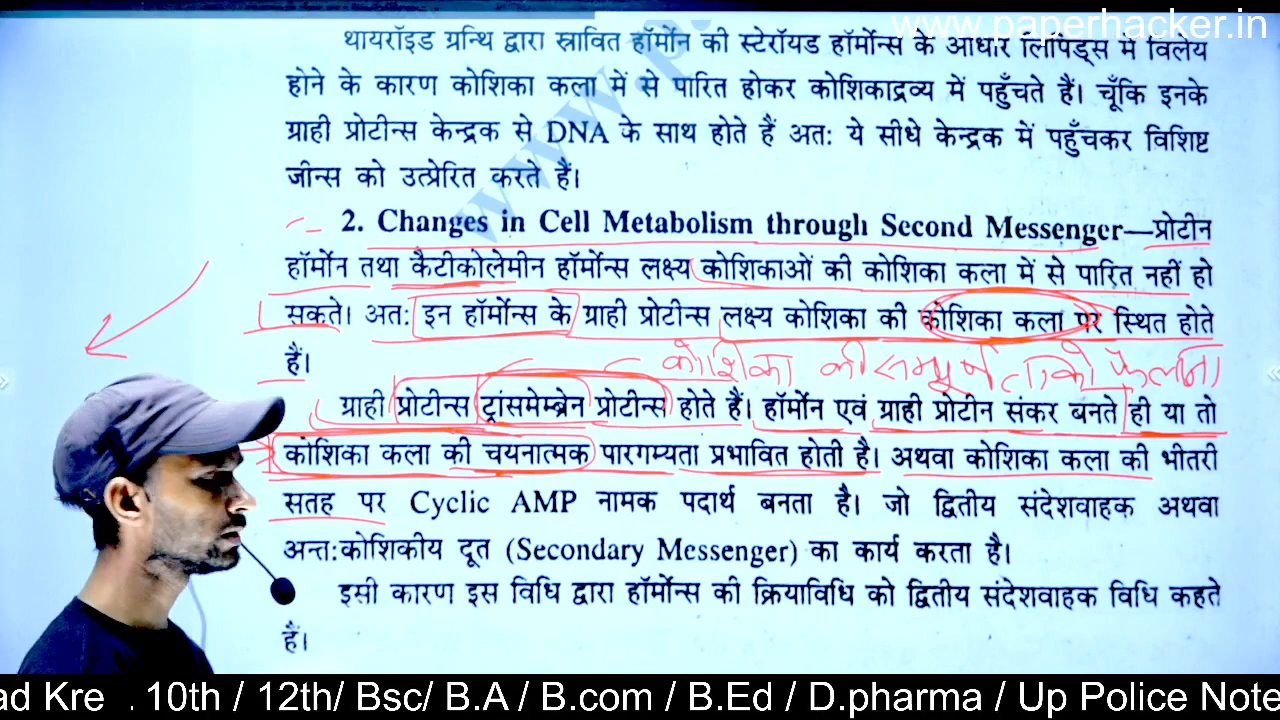 www.paperhacker.in
थायरॉइड ग्रन्थि द्वारा स्रावित हॉर्मोन की स्टेरॉयड हॉर्मोन्स के आधार लिपिड्स में विलेय
होने के कारण कोशिका कला में से पारित होकर कोशिकाद्रव्य में पहुँचते हैं। चूँकि इनके
ग्राही प्रोटीन्स केन्द्रक से DNA के साथ होते हैं अतः ये सीधे केन्द्रक में पहुँचकर विशिष्ट
जीन्स को उत्प्रेरित करते हैं।
2. Changes in Cell Metabolism through Second Messenger—प्रोटीन
हॉर्मोन तथा कैटीकोलेमीन हॉर्मोन्स लक्ष्य कोशिकाओं की कोशिका कला में से पारित नहीं हो
सकते। अतः इन हॉर्मोन्स के ग्राही प्रोटीन्स लक्ष्य कोशिका की कोशिका कला पर स्थित होते
हैं।
कोशिका की सम्पूर्ण
ग्राही प्रोटीन्स ट्रांसमेम्ब्रेन प्रोटीन्स होते हैं। हॉर्मोन एवं ग्राही प्रोटीन संकर बनते ही या तो
कोशिका कला की चयनात्मक पारगम्यता प्रभावित होती है। अथवा कोशिका कला की भीतरी
सतह पर Cyclic AMP नामक पदार्थ बनता है। जो द्वितीय संदेशवाहक अथवा
अन्तःकोशिकीय दूत (Secondary Messenger) का कार्य करता है।
इसी कारण इस विधि द्वारा हॉर्मोन्स की क्रियाविधि को द्वितीय संदेशवाहक विधि कहते
हैं।
ad Kre . 10th / 12th/ Bsc/ B.A / B.com / B.Ed / D.pharma / Up Police Note